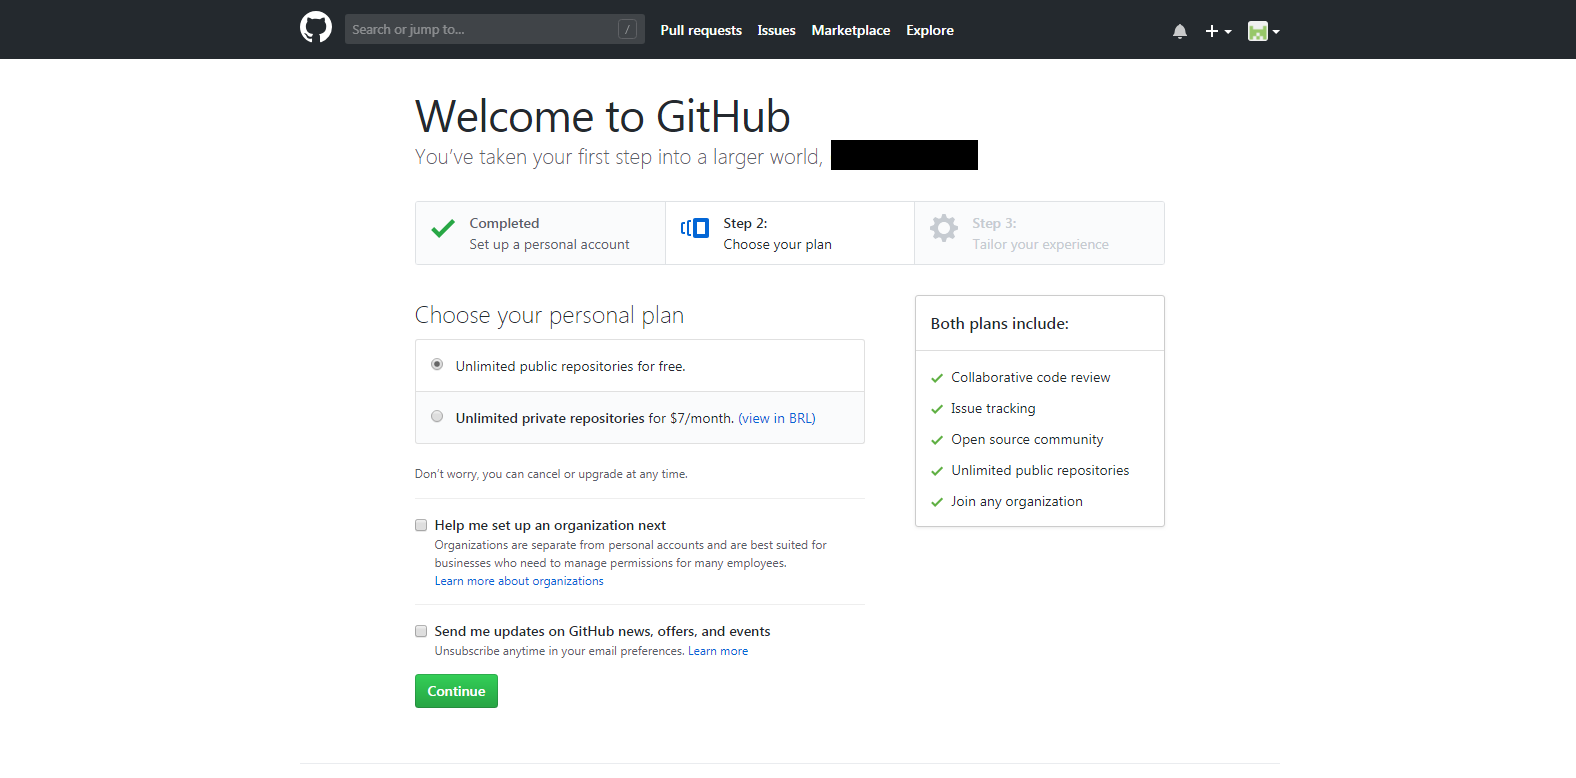 Search or jump to...
/
Pull requests
Issues
Marketplace
Explore
Welcome to GitHub
You’ve taken your first step into a larger world,
Completed
Set up a personal account
Step 2:
Choose your plan
Step 3:
Tailor your experience
Choose your personal plan
Unlimited public repositories for free.
Unlimited private repositories for $7/month. (view in BRL)
Don’t worry, you can cancel or upgrade at any time.
Help me set up an organization next
Organizations are separate from personal accounts and are best suited for
businesses who need to manage permissions for many employees.
Learn more about organizations
Send me updates on GitHub news, offers, and events
Unsubscribe anytime in your email preferences. Learn more
Continue
Both plans include:
Collaborative code review
Issue tracking
Open source community
Unlimited public repositories
Join any organization